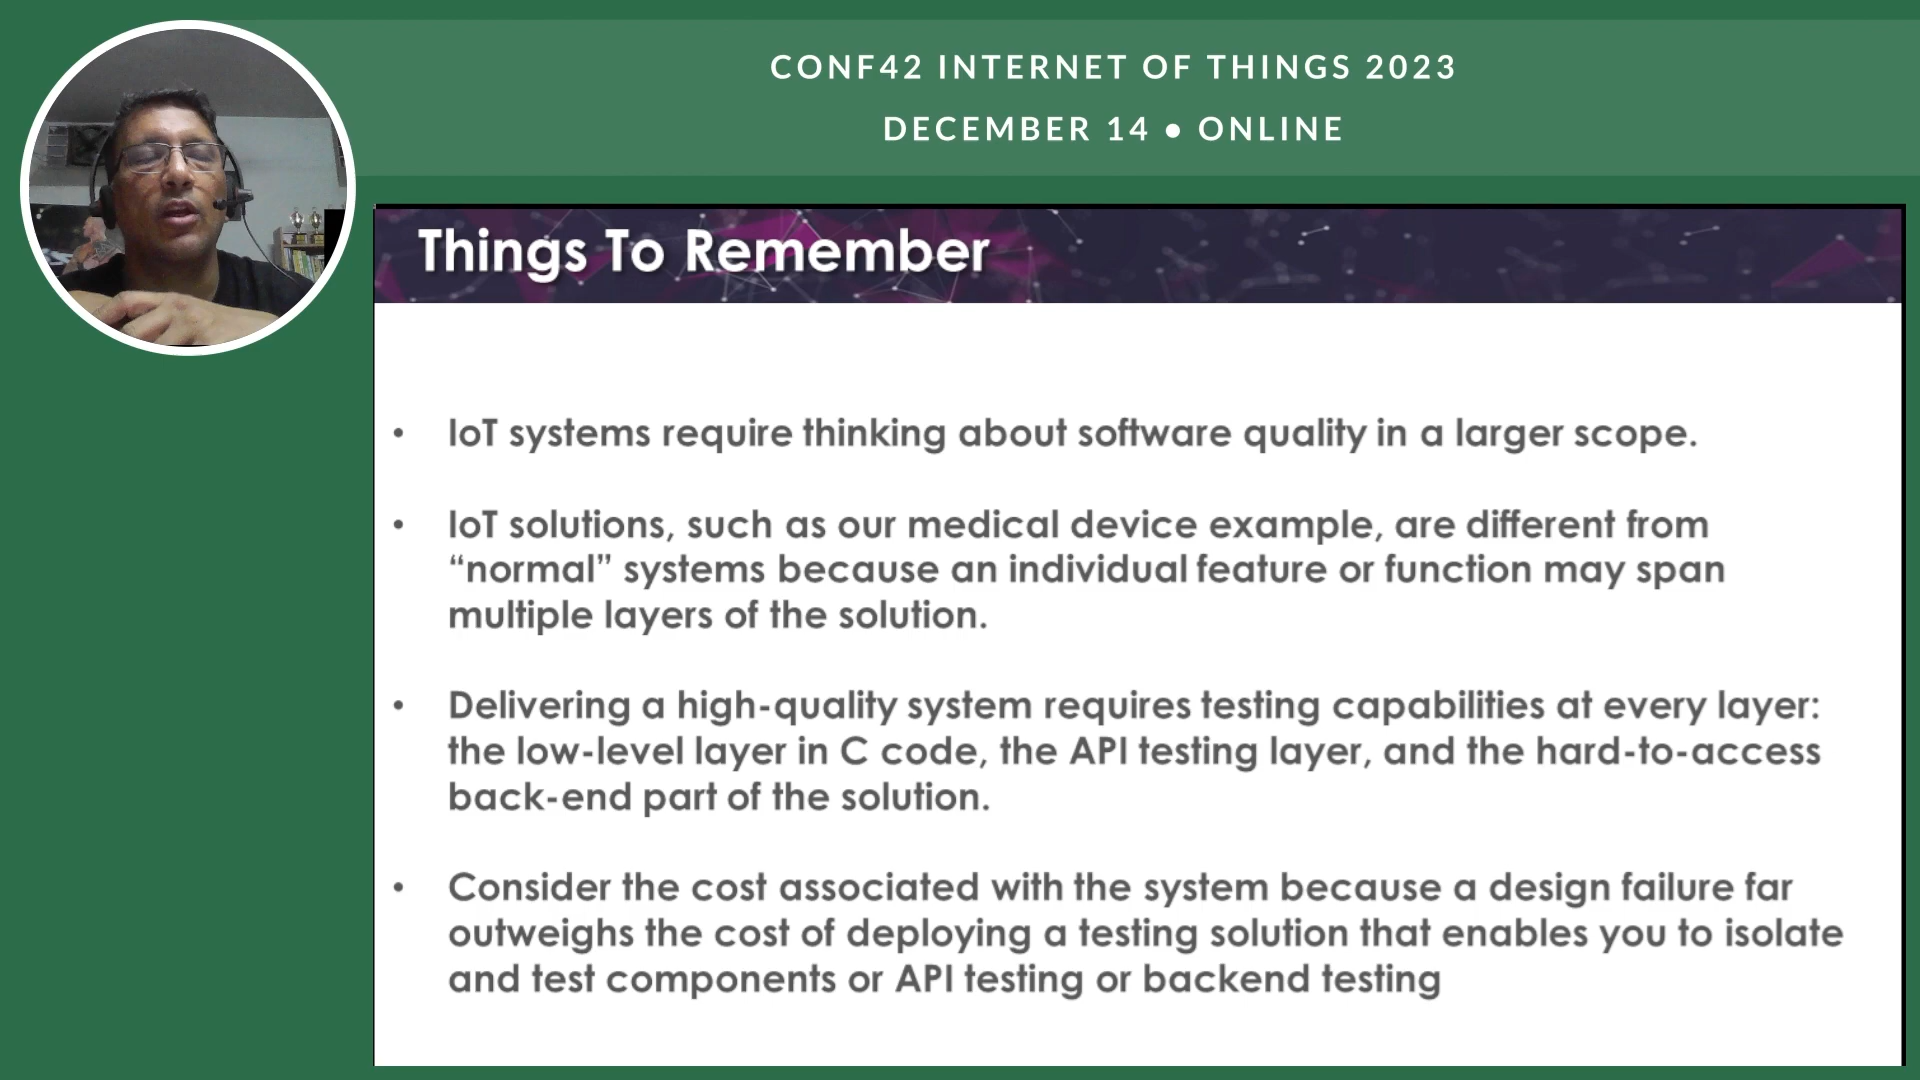 CONF42 INTERNET OF THINGS 2023
DECEMBER 14 ● ONLINE
Things To Remember
• IoT systems require thinking about software quality in a larger scope.
• IoT solutions, such as our medical device example, are different from
“normal” systems because an individual feature or function may span
multiple layers of the solution.
• Delivering a high-quality system requires testing capabilities at every layer:
the low-level layer in C code, the API testing layer, and the hard-to-access
back-end part of the solution.
• Consider the cost associated with the system because a design failure far
outweighs the cost of deploying a testing solution that enables you to isolate
and test components or API testing or backend testing